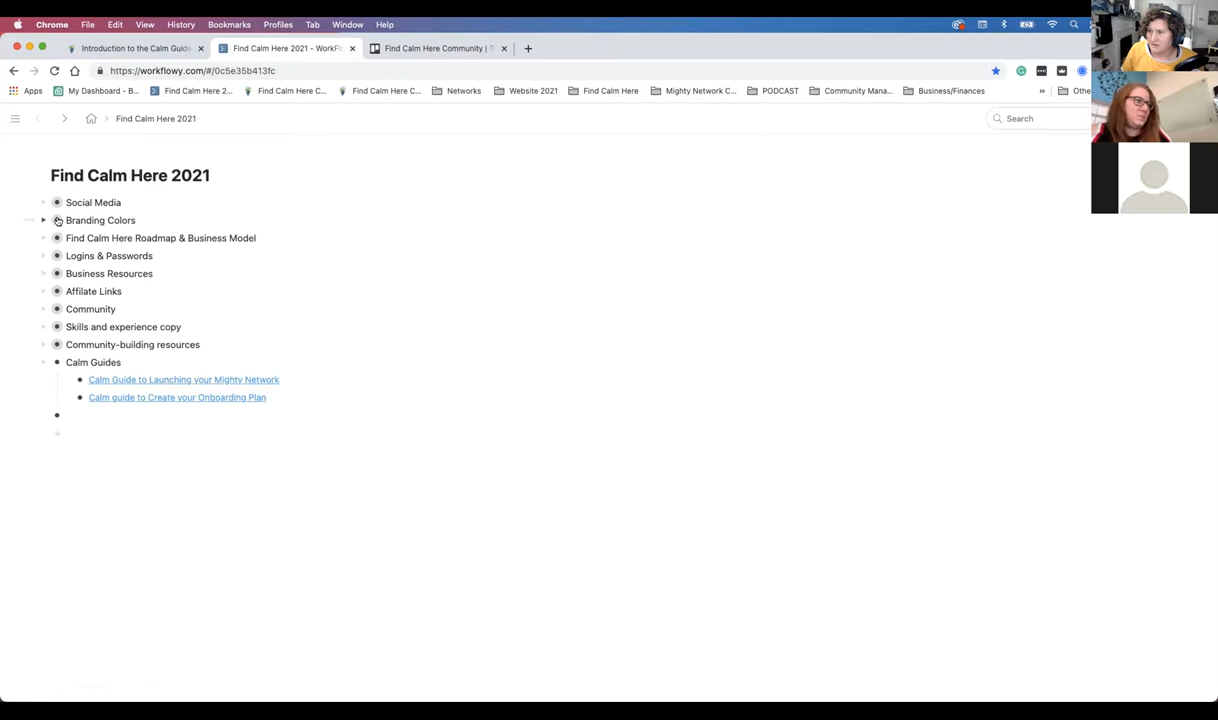 Chrome File Edit View History Bookmarks Profiles Tab Window Help
Introduction to the Calm Guide Find Calm Here 2021 - WorkFl Find Calm Here Community |
https://workflowy.com/#/0c5e35b413fc
Apps My Dashboard - B... Find Calm Here 2... Find Calm Here C... Find Calm Here C... Networks Website 2021 Find Calm Here Mighty Network C... PODCAST Community Mana... Business/Finances » Othe
Find Calm Here 2021 Search
Find Calm Here 2021
Social Media
Branding Colors
Find Calm Here Roadmap & Business Model
Logins & Passwords
Business Resources
Affilate Links
Community
Skills and experience copy
Community-building resources
Calm Guides
Calm Guide to Launching your Mighty Network
Calm guide to Create your Onboarding Plan